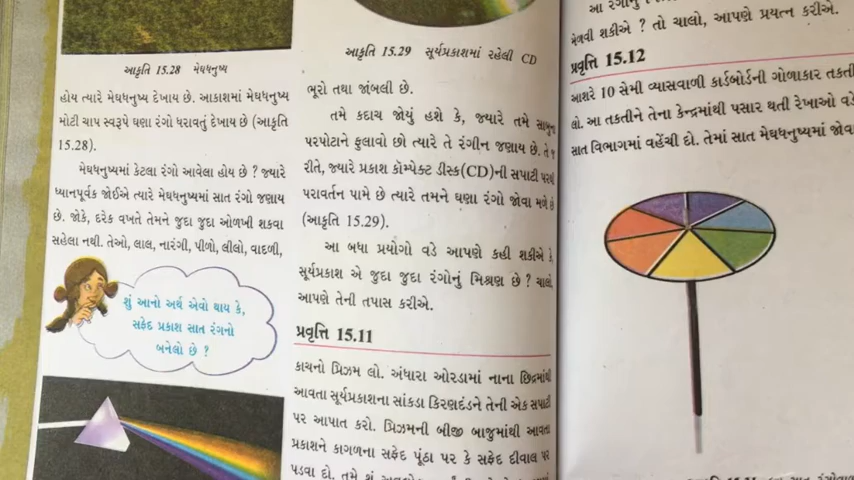 આકૃતિ 15.28 મેઘધનુષ્ય
હોય ત્યારે મેઘધનુષ્ય દેખાય છે. આકાશમાં મેઘધનુષ્ય
મોટી ચાપ સ્વરૂપે ઘણા રંગો ધરાવતું દેખાય છે (આકૃતિ
15.28).
મેઘધનુષ્યમાં કેટલા રંગો આવેલા હોય છે ? જ્યારે
ધ્યાનપૂર્વક જોઈએ ત્યારે મેઘધનુષ્યમાં સાત રંગો જણાય
છે. જોકે, દરેક વખતે તેમને જુદા જુદા ઓળખી શકવા
સહેલા નથી. તેઓ, લાલ, નારંગી, પીળો, લીલો, વાદળી,
શું આનો અર્થ એવો થાય કે,
સફેદ પ્રકાશ સાત રંગનો
બનેલો છે ?
આકૃતિ 15.29 સૂર્યપ્રકાશમાં રહેલી CD
ભૂરો તથા જાંબલી છે.
તમે કદાચ જોયું હશે કે, જ્યારે તમે સાબુના
પરપોટાને ફુલાવો છો ત્યારે તે રંગીન જણાય છે. તે જ
રીતે, જ્યારે પ્રકાશ કૉમ્પેક્ટ ડીસ્ક(CD)ની સપાટી પરથી
પરાવર્તન પામે છે ત્યારે તમને ઘણા રંગો જોવા મળે છે
(આકૃતિ 15.29).
આ બધા પ્રયોગો વડે આપણે કહી શકીએ કે,
સૂર્યપ્રકાશ એ જુદા જુદા રંગોનું મિશ્રણ છે ? ચાલો
આપણે તેની તપાસ કરીએ.
પ્રવૃત્તિ 15.11
કાચનો પ્રિઝમ લો. અંધારા ઓરડામાં નાના છિદ્રમાંથી
આવતા સૂર્યપ્રકાશના સાંકડા કિરણદંડને તેની એક સપાટી
પર આપાત કરો. પ્રિઝમની બીજી બાજુમાંથી આવતા
પ્રકાશને કાગળના સફેદ પૂંઠા પર કે સફેદ દીવાલ પર
પડવા દો. તમે શું
આ રંગોનું
મેળવી શકીએ ? તો ચાલો, આપણે પ્રયત્ન કરીએ.
પ્રવૃત્તિ 15.12
આશરે 10 સેમી વ્યાસવાળી કાર્ડબોર્ડની ગોળાકાર તકતી
લો. આ તકતીને તેના કેન્દ્રમાંથી પસાર થતી રેખાઓ વડે
સાત વિભાગમાં વહેંચી દો. તેમાં સાત મેઘધનુષ્યમાં